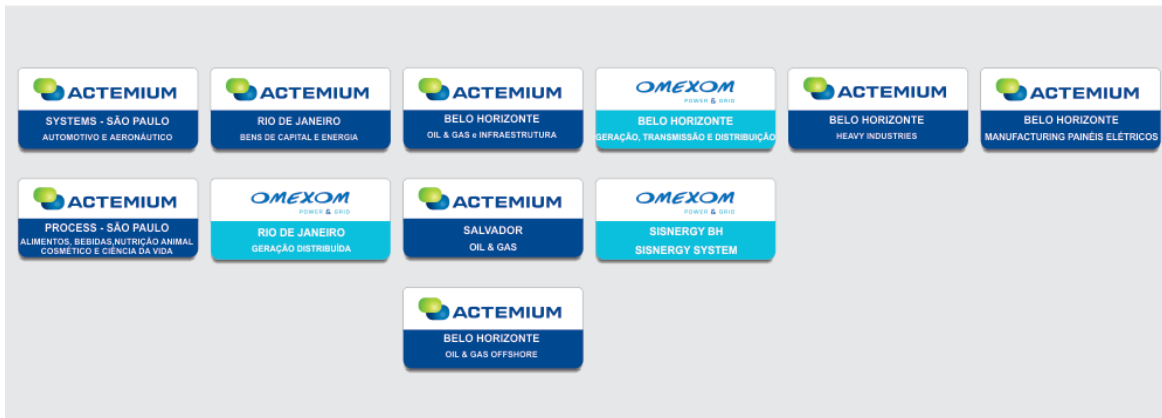 ACTEMIUM
SYSTEMS - SÃO PAULO
AUTOMOTIVO E AERONÁUTICO
ACTEMIUM
RIO DE JANEIRO
BENS DE CAPITAL E ENERGIA
ACTEMIUM
BELO HORIZONTE
OIL & GAS e INFRAESTRUTURA
OMEXOM
POWER & GRID
BELO HORIZONTE
GERAÇÃO, TRANSMISSÃO E DISTRIBUIÇÃO
ACTEMIUM
BELO HORIZONTE
HEAVY INDUSTRIES
ACTEMIUM
BELO HORIZONTE
MANUFACTURING PAINÉIS ELÉTRICOS
ACTEMIUM
PROCESS - SÃO PAULO
ALIMENTOS, BEBIDAS,NUTRIÇÃO ANIMAL
COSMÉTICO E CIÊNCIA DA VIDA
OMEXOM
POWER & GRID
RIO DE JANEIRO
GERAÇÃO DISTRIBUÍDA
ACTEMIUM
SALVADOR
OIL & GAS
OMEXOM
POWER & GRID
SISNERGY BH
SISNERGY SYSTEM
ACTEMIUM
BELO HORIZONTE
OIL & GAS OFFSHORE